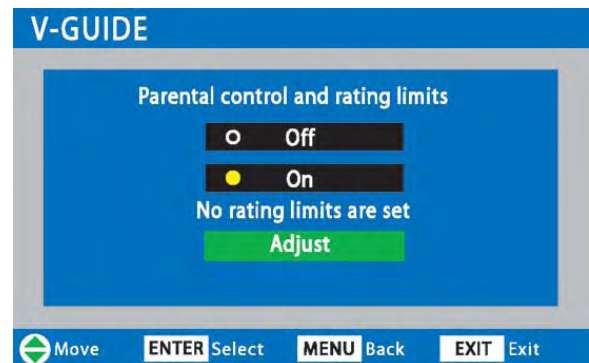 V-GUIDE
Parental control and rating limits
Off
On
No rating limits are set
Adjust
Move ENTER Select MENU Back EXIT Exit